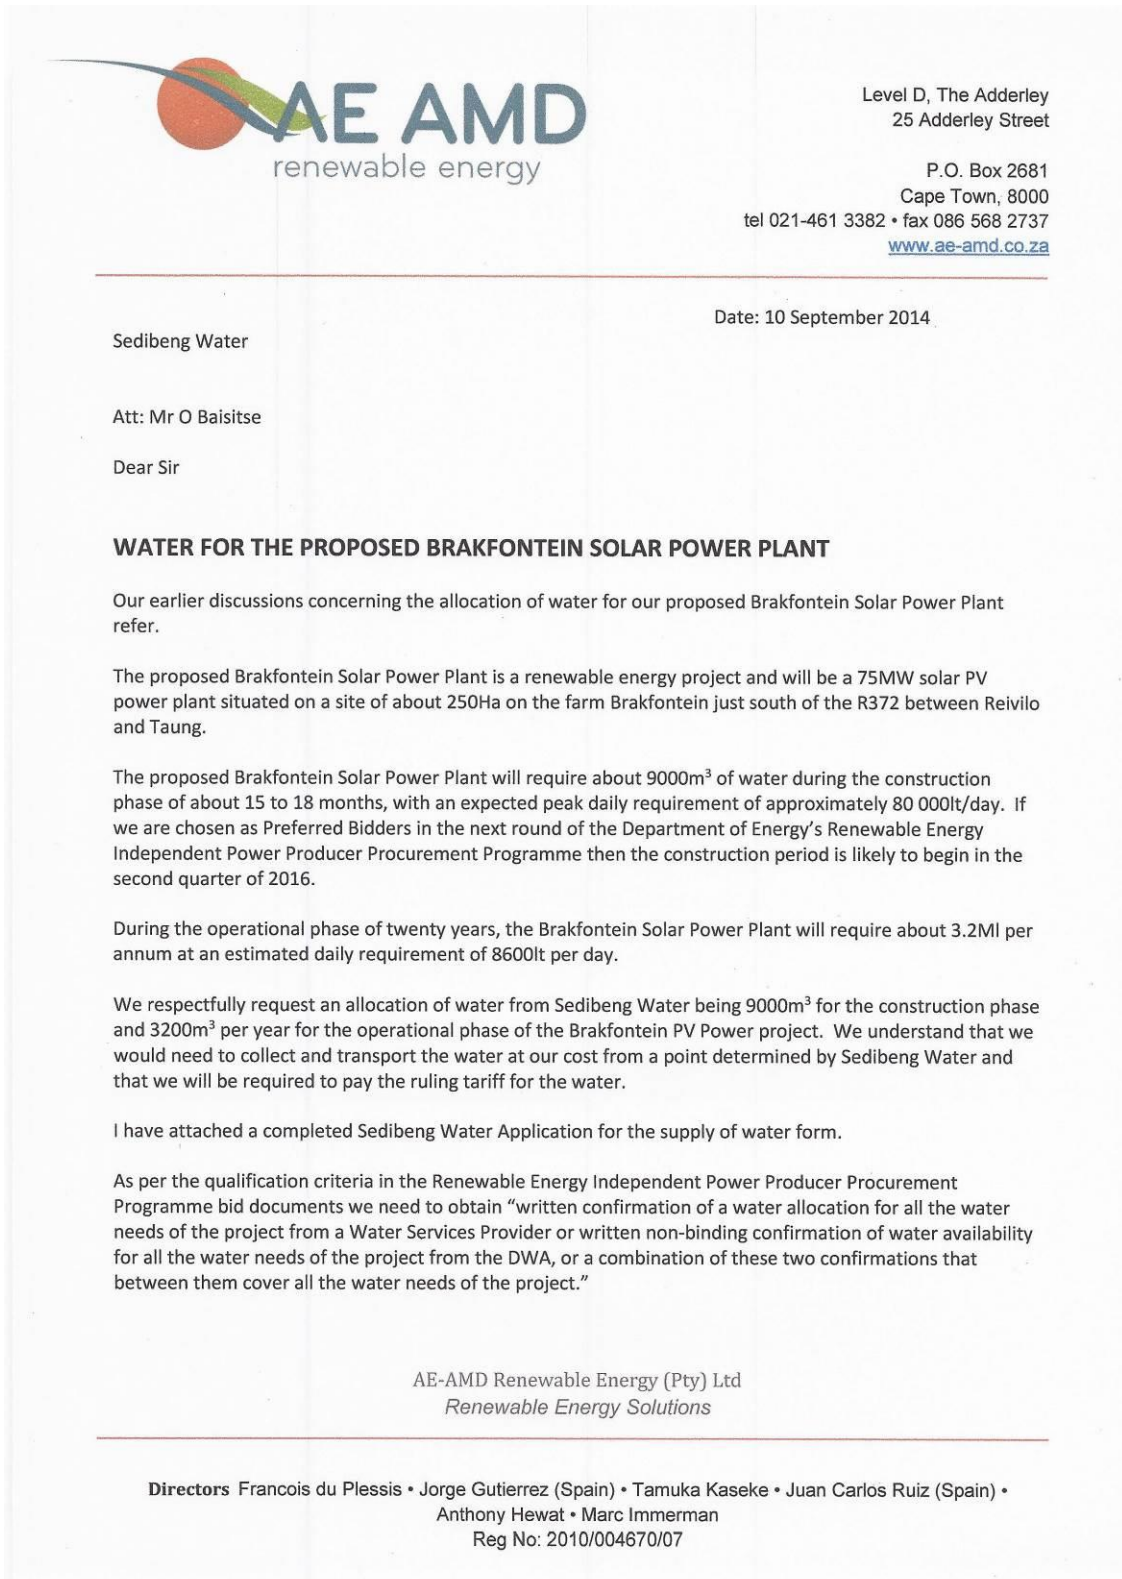 AE AMD
renewable energy
Level D, The Adderley
25 Adderley Street
P.O. Box 2681
Cape Town, 8000
tel 021-461 3382 • fax 086 568 2737
www.ae-amd.co.za
Date: 10 September 2014
Sedibeng Water
Att: Mr O Baisitse
Dear Sir
WATER FOR THE PROPOSED BRAKFONTEIN SOLAR POWER PLANT
Our earlier discussions concerning the allocation of water for our proposed Brakfontein Solar Power Plant
refer.
The proposed Brakfontein Solar Power Plant is a renewable energy project and will be a 75MW solar PV
power plant situated on a site of about 250Ha on the farm Brakfontein just south of the R372 between Reivilo
and Taung.
The proposed Brakfontein Solar Power Plant will require about 9000m³ of water during the construction
phase of about 15 to 18 months, with an expected peak daily requirement of approximately 80 000lt/day. If
we are chosen as Preferred Bidders in the next round of the Department of Energy's Renewable Energy
Independent Power Producer Procurement Programme then the construction period is likely to begin in the
second quarter of 2016.
During the operational phase of twenty years, the Brakfontein Solar Power Plant will require about 3.2Ml per
annum at an estimated daily requirement of 8600lt per day.
We respectfully request an allocation of water from Sedibeng Water being 9000m³ for the construction phase
and 3200m³ per year for the operational phase of the Brakfontein PV Power project. We understand that we
would need to collect and transport the water at our cost from a point determined by Sedibeng Water and
that we will be required to pay the ruling tariff for the water.
I have attached a completed Sedibeng Water Application for the supply of water form.
As per the qualification criteria in the Renewable Energy Independent Power Producer Procurement
Programme bid documents we need to obtain “written confirmation of a water allocation for all the water
needs of the project from a Water Services Provider or written non-binding confirmation of water availability
for all the water needs of the project from the DWA, or a combination of these two confirmations that
between them cover all the water needs of the project.”
AE-AMD Renewable Energy (Pty) Ltd
Renewable Energy Solutions
Directors Francois du Plessis • Jorge Gutierrez (Spain) • Tamuka Kaseke • Juan Carlos Ruiz (Spain) •
Anthony Hewat • Marc Immerman
Reg No: 2010/004670/07